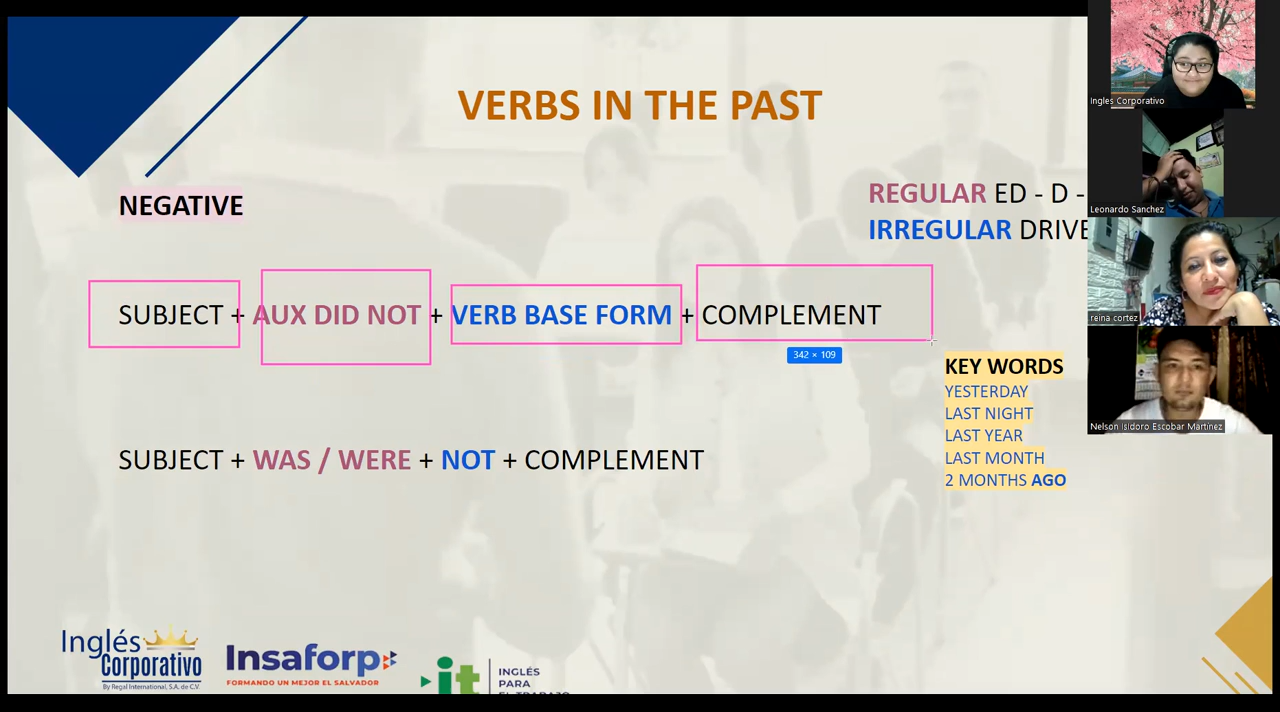 VERBS IN THE PAST
NEGATIVE
REGULAR ED - D -
IRREGULAR DRIVE
SUBJECT + AUX DID NOT + VERB BASE FORM + COMPLEMENT
342 × 109
KEY WORDS
YESTERDAY
LAST NIGHT
LAST YEAR
LAST MONTH
2 MONTHS AGO
SUBJECT + WAS / WERE + NOT + COMPLEMENT
Inglés
Corporativo
By Regal International, S.A. de C.V.
Insaforp
FORMANDO UN MEJOR EL SALVADOR
it
INGLÉS
PARA
EL TRABAJO
Ingles Corporativo
Leonardo Sanchez
reina cortez
Nelson Isidoro Escobar Martinez